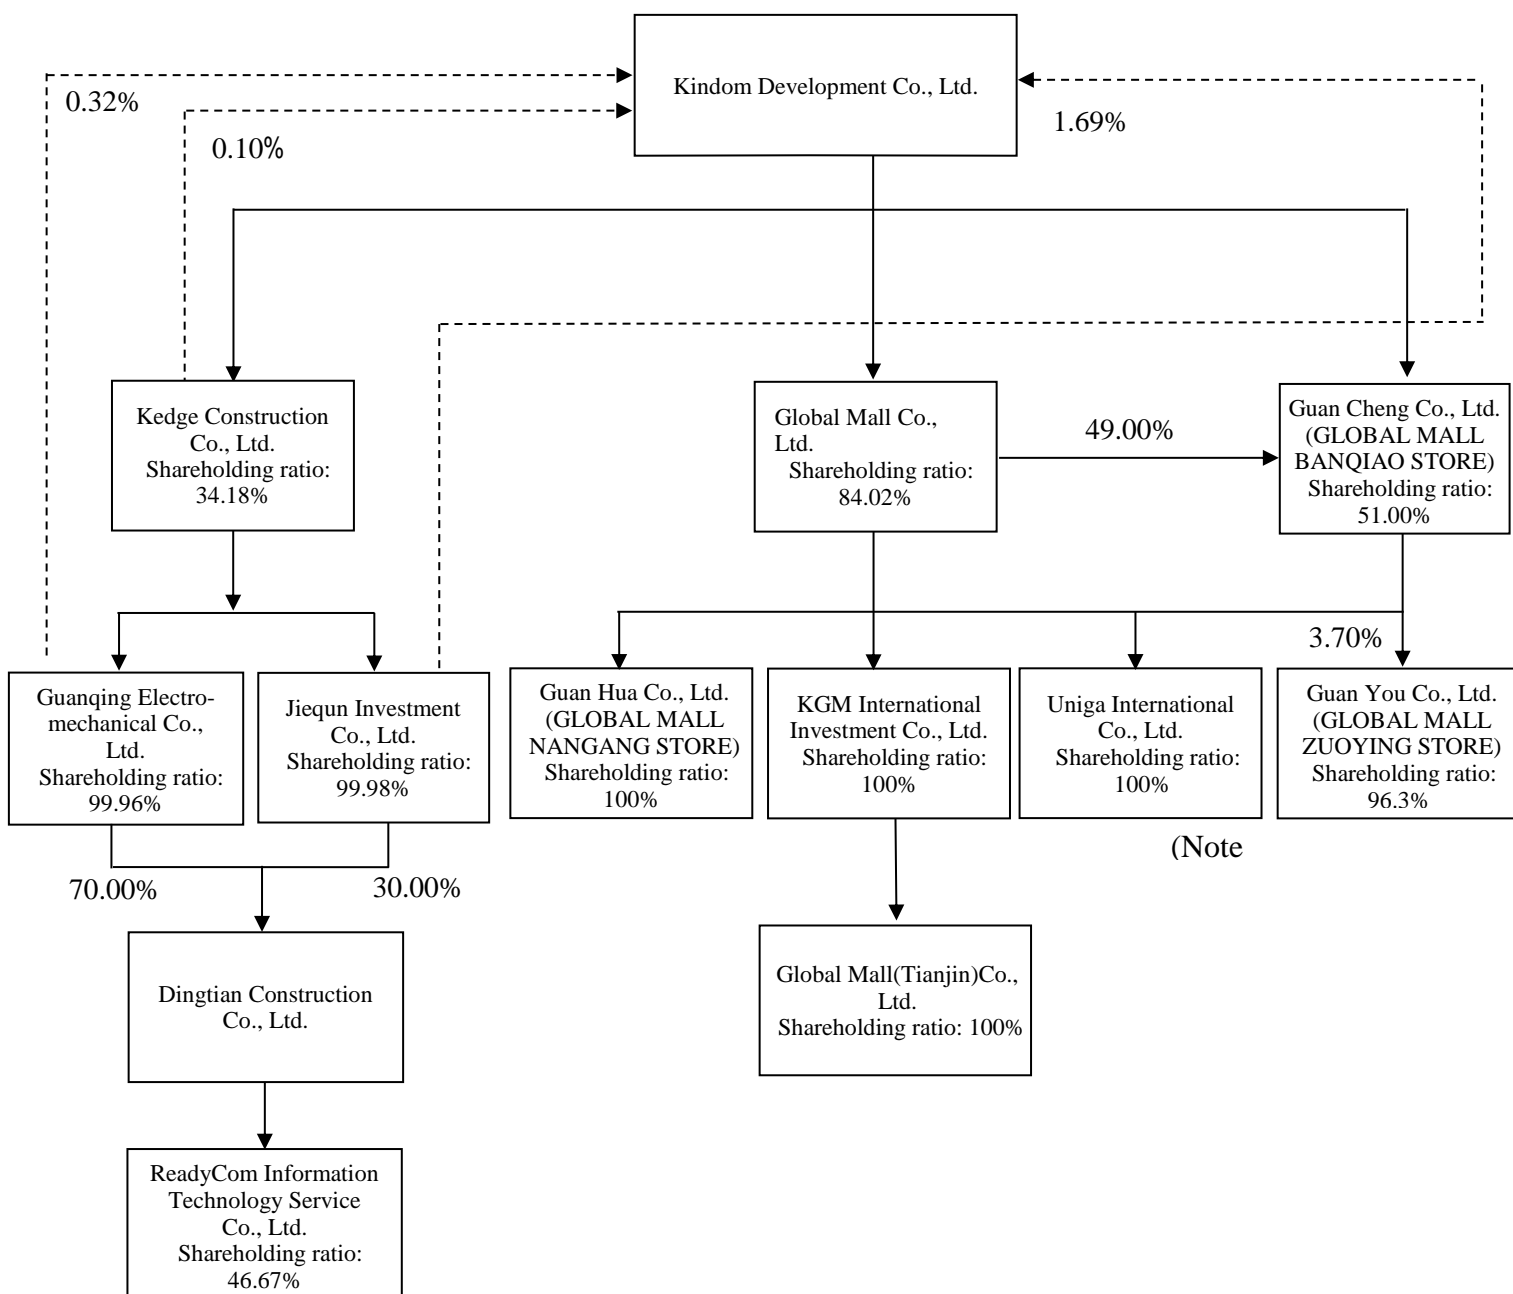 Kindom Development Co., Ltd.
0.32%
0.10%
1.69%
Kedge Construction
Co., Ltd.
Shareholding ratio:
34.18%
Global Mall Co.,
Ltd.
Shareholding ratio:
84.02%
49.00%
Guan Cheng Co., Ltd.
(GLOBAL MALL
BANQIAO STORE)
Shareholding ratio:
51.00%
3.70%
Guanqing Electro-
mechanical Co.,
Ltd.
Shareholding ratio:
99.96%
Jiequn Investment
Co., Ltd.
Shareholding ratio:
99.98%
Guan Hua Co., Ltd.
(GLOBAL MALL
NANGANG STORE)
Shareholding ratio:
100%
KGM International
Investment Co., Ltd.
Shareholding ratio:
100%
Uniga International
Co., Ltd.
Shareholding ratio:
100%
Guan You Co., Ltd.
(GLOBAL MALL
ZUOYING STORE)
Shareholding ratio:
96.3%
(Note
70.00%
30.00%
Dingtian Construction
Co., Ltd.
Global Mall(Tianjin)Co.,
Ltd.
Shareholding ratio: 100%
ReadyCom Information
Technology Service
Co., Ltd.
Shareholding ratio:
46.67%